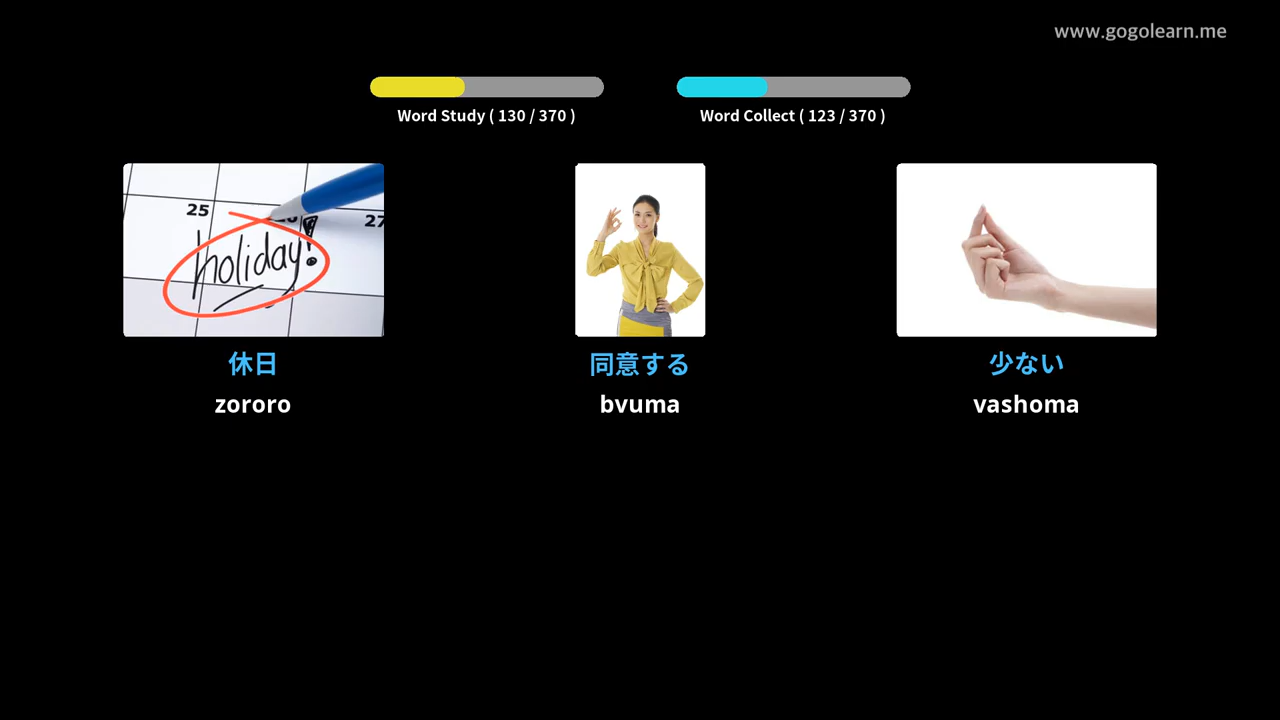 www.gogolearn.me
Word Study ( 130 / 370 )
Word Collect ( 123 / 370 )
25
27
holiday!
休日
同意する
少ない
zororo
bvuma
vashoma